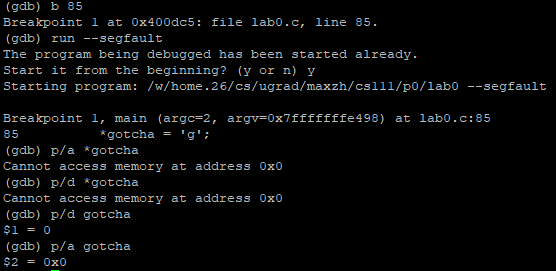 (gdb) b 85
Breakpoint 1 at 0x400dc5: file lab0.c, line 85.
(gdb) run --segfault
The program being debugged has been started already.
Start it from the beginning? (y or n) y
Starting program: /w/home.26/cs/ugrad/maxzh/cs111/p0/lab0 --segfault
Breakpoint 1, main (argc=2, argv=0x7fffffffe498) at lab0.c:85
85 *gotcha = 'g';
(gdb) p/a *gotcha
Cannot access memory at address 0x0
(gdb) p/d *gotcha
Cannot access memory at address 0x0
(gdb) p/d gotcha
$1 = 0
(gdb) p/a gotcha
$2 = 0x0